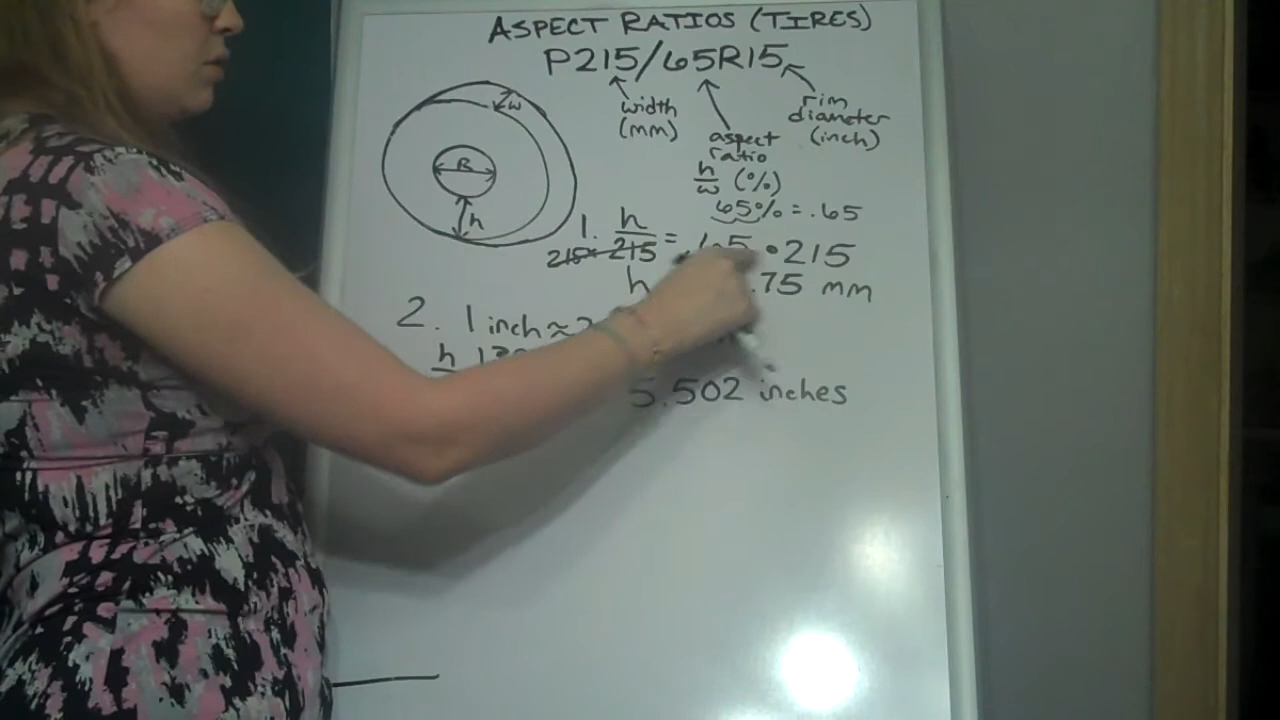 ASPECT RATIOS (TIRES)
P215/65R15
width
(mm)
aspect
ratio
h/w (%)
rim
diameter
(inch)
65% = .65
w
R
h
1. h/215 = .65 • 215
215•
h .75 mm
2. 1 inch ≈
h
5.502 inches